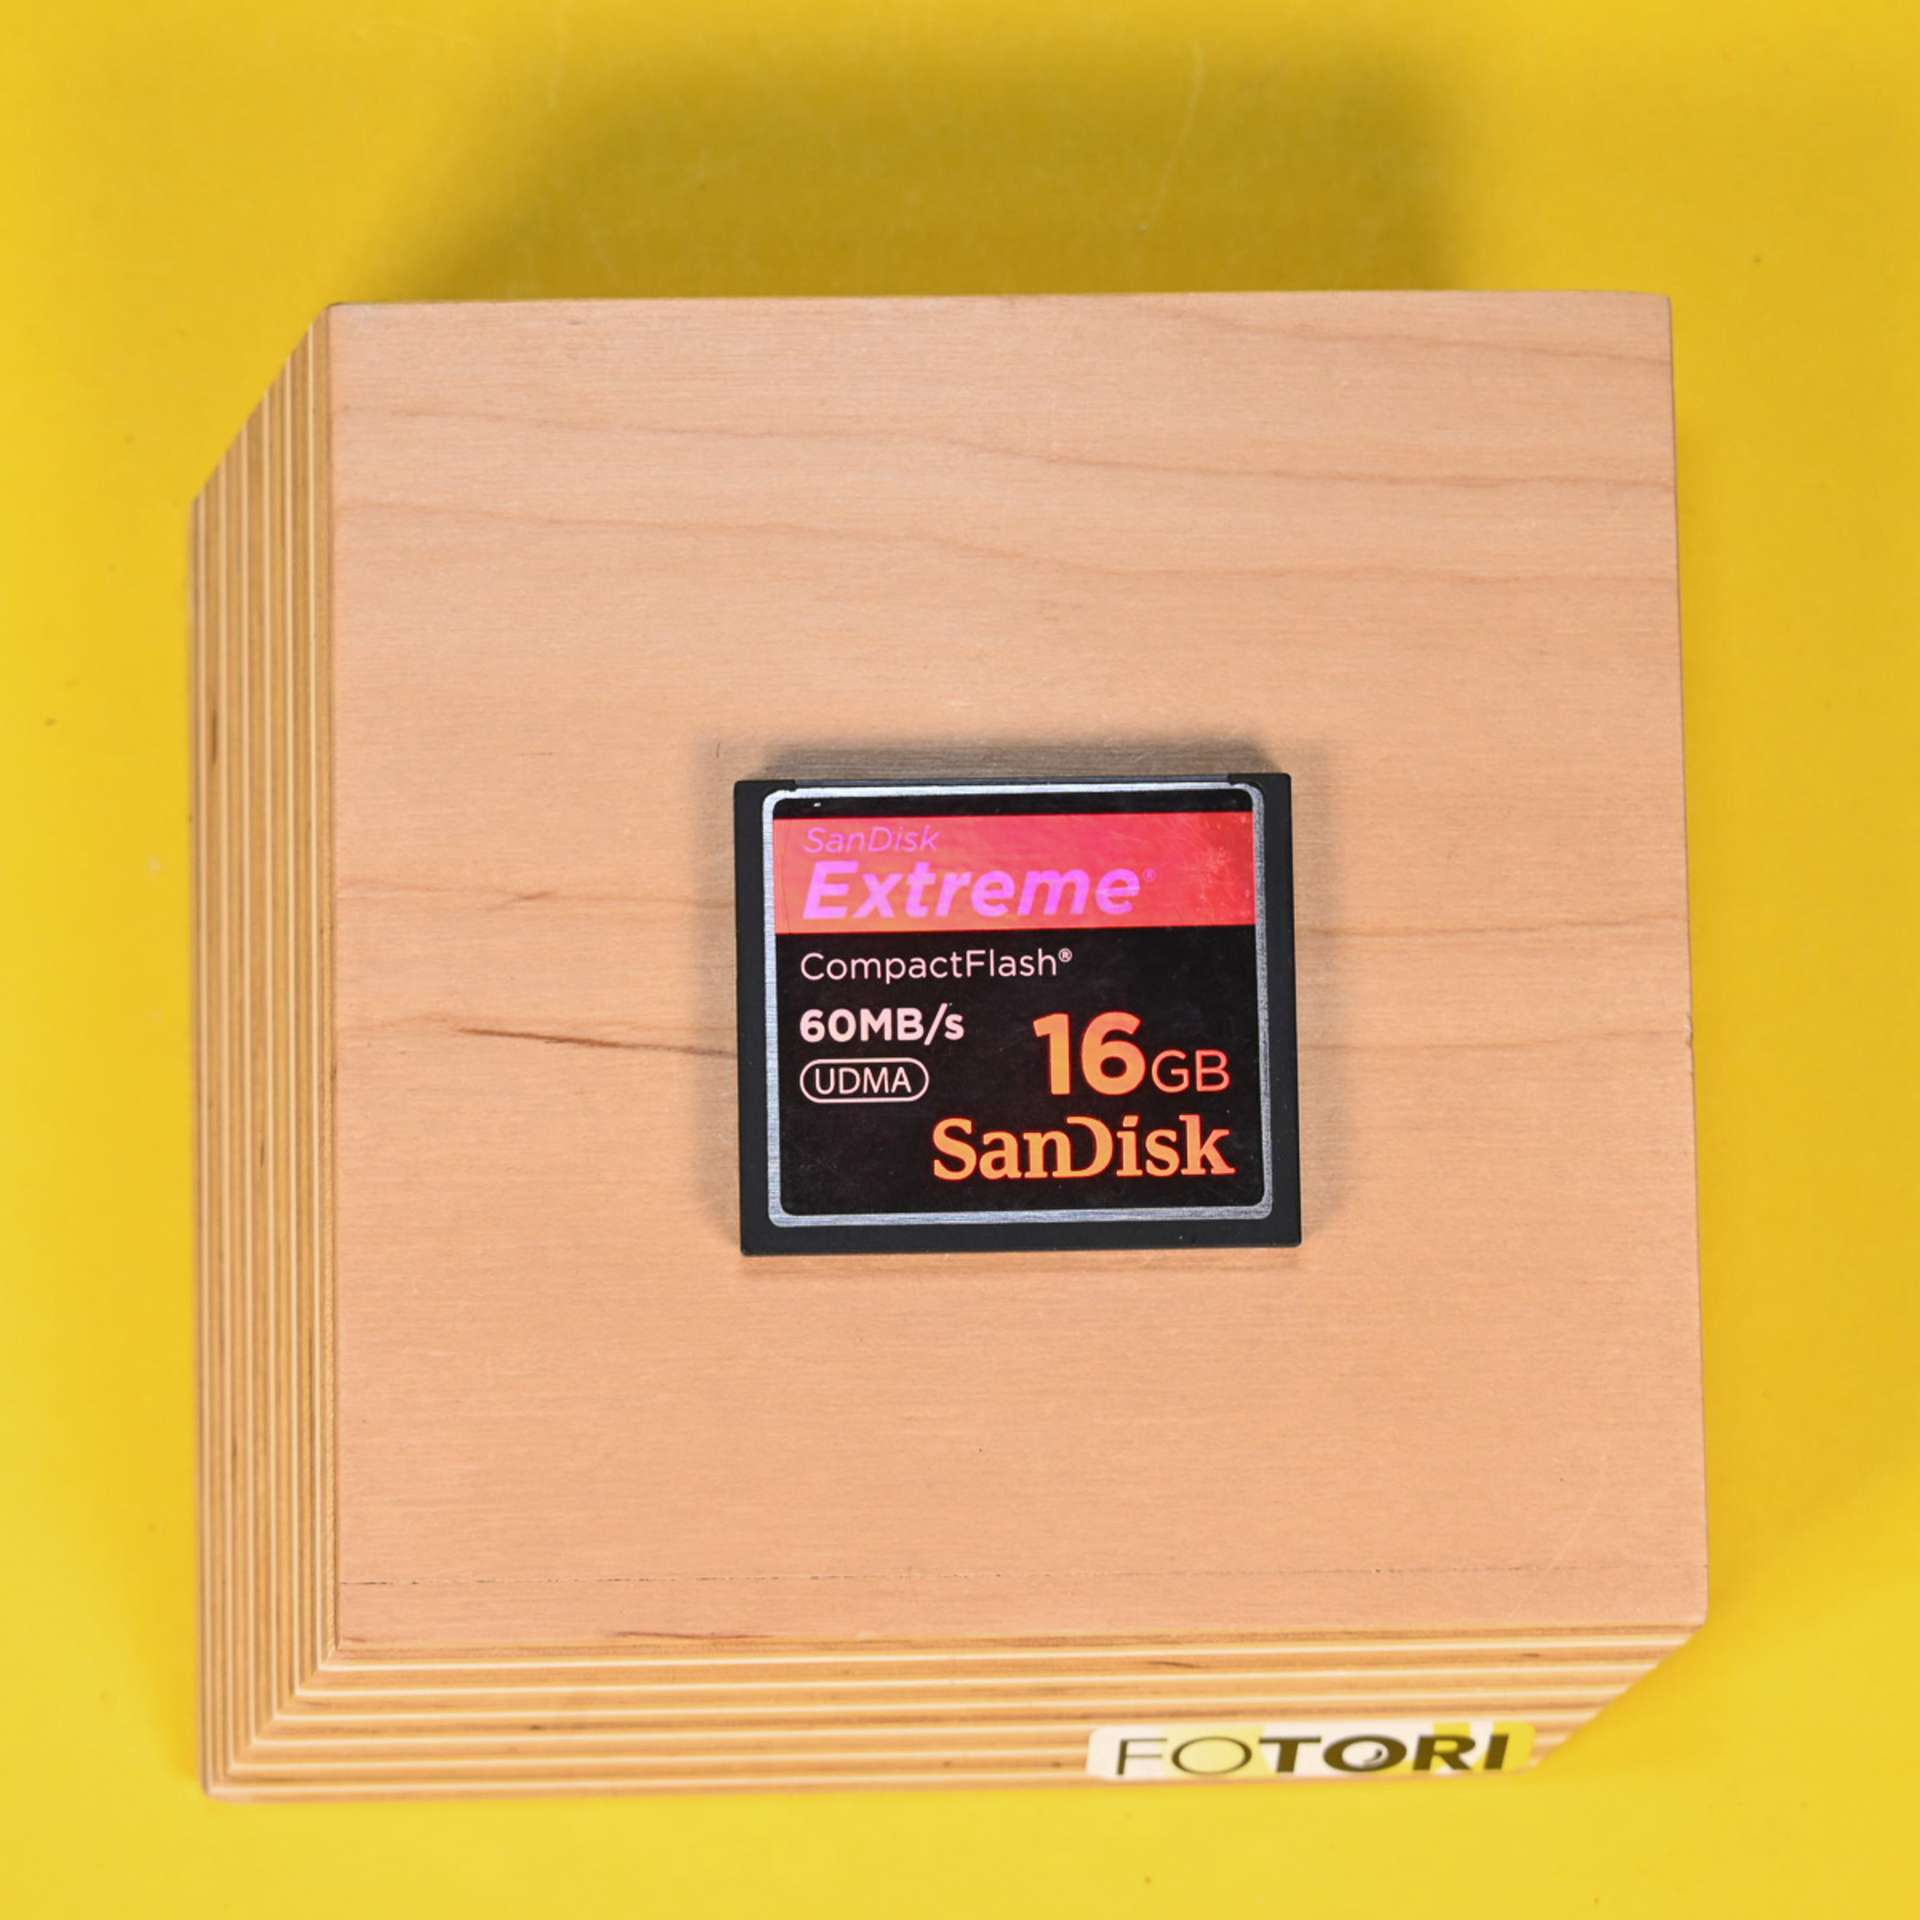 SanDisk
Extreme®
CompactFlash®
60MB/s
16GB
UDMA
SanDisk
FOTORI